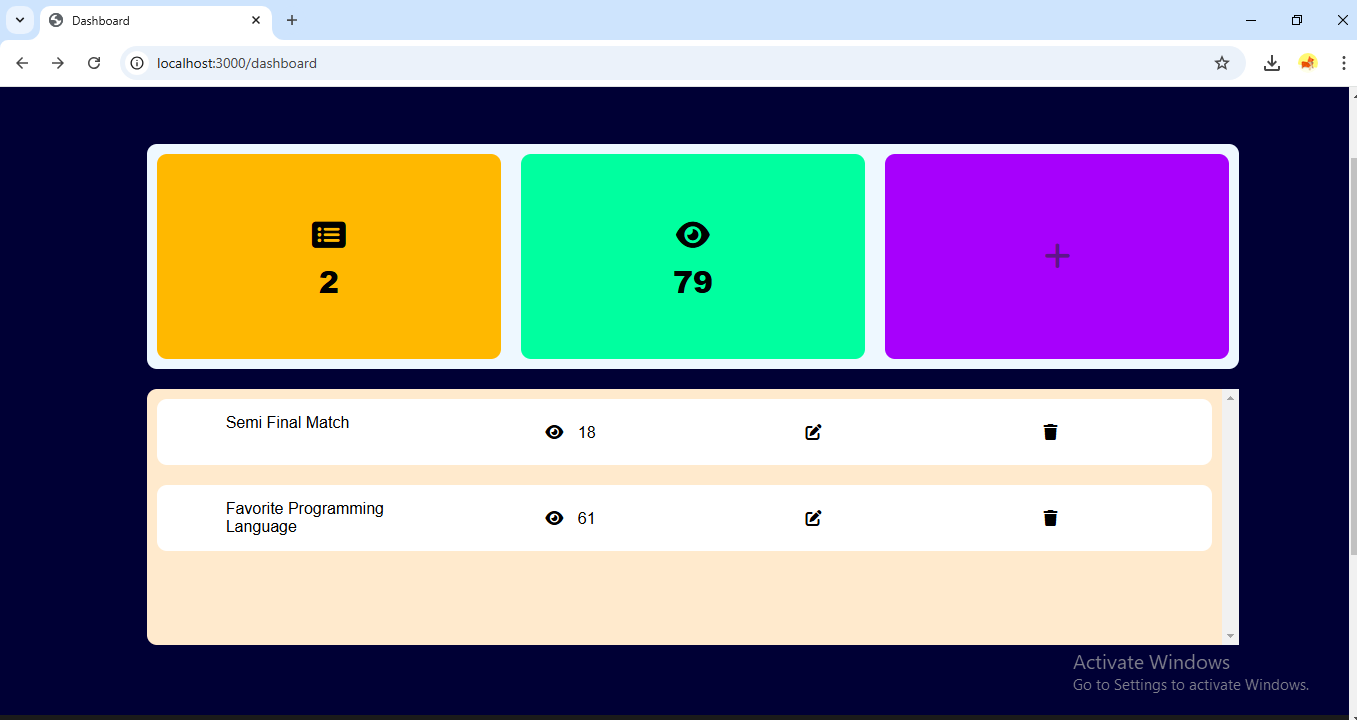 Dashboard
localhost:3000/dashboard
2
79
Semi Final Match
18
Favorite Programming
Language
61
Activate Windows
Go to Settings to activate Windows.